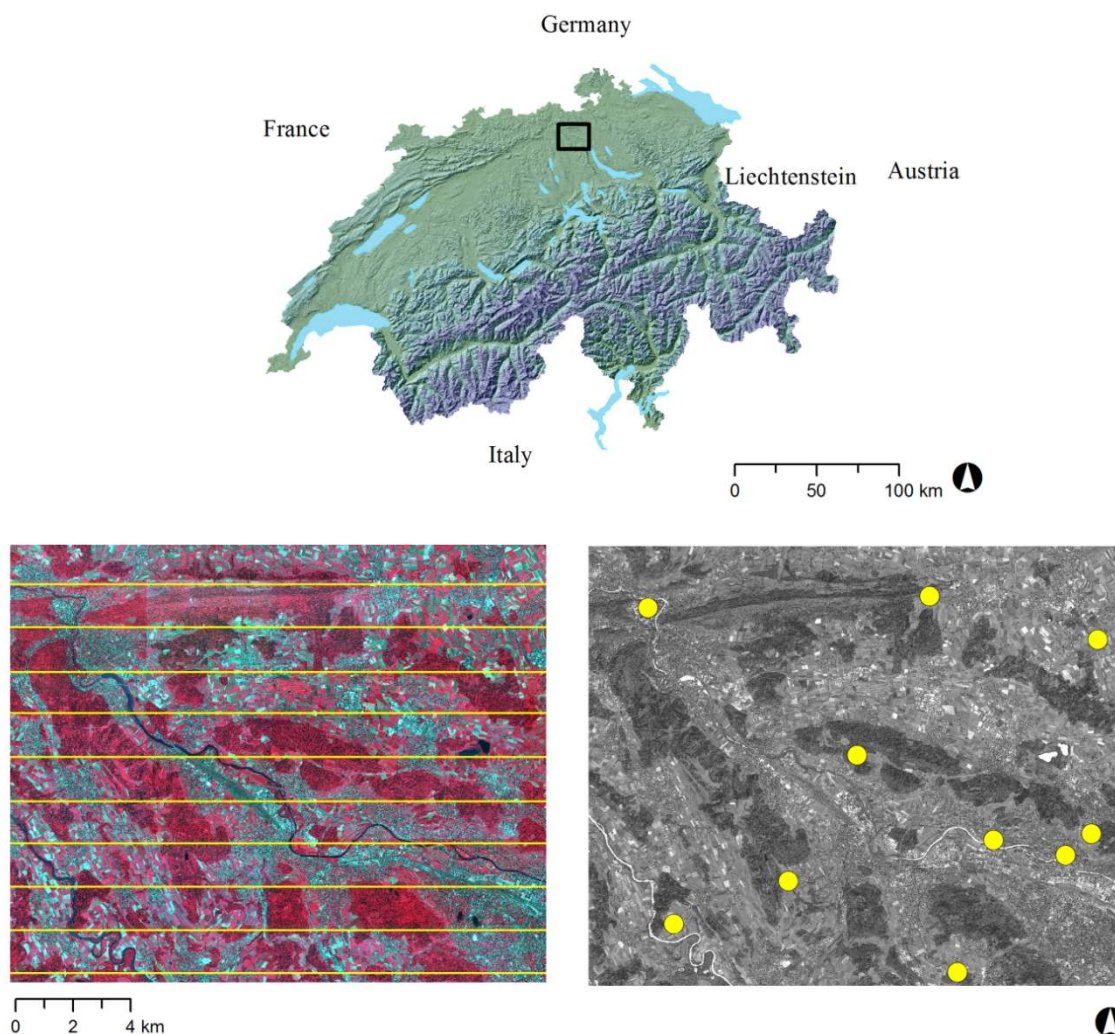 Germany
France
Liechtenstein
Austria
Italy
0 50 100 km
0 2 4 km